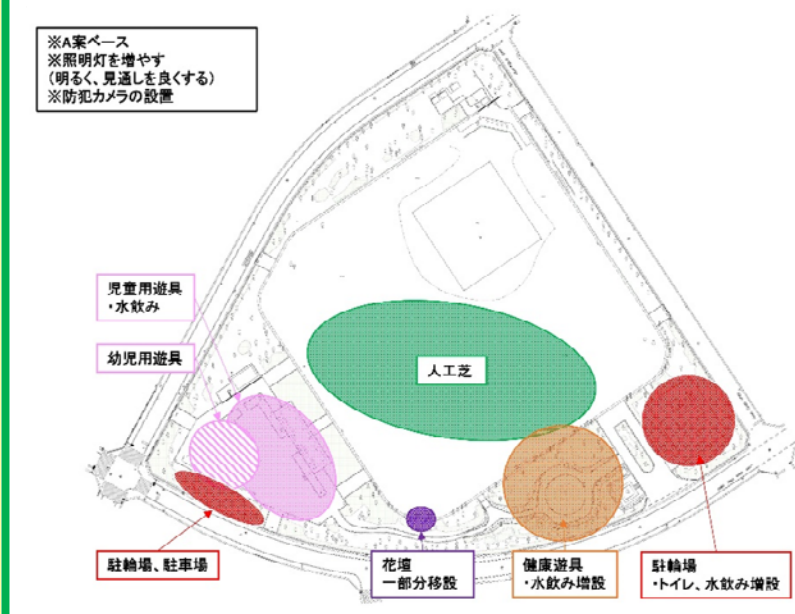 ※A案ベース
※照明灯を増やす
（明るく、見通しを良くする）
※防犯カメラの設置
児童用遊具
・水飲み
幼児用遊具
人工芝
駐輪場、駐車場
花壇
一部分移設
健康遊具
・水飲み増設
駐輪場
・トイレ、水飲み増設